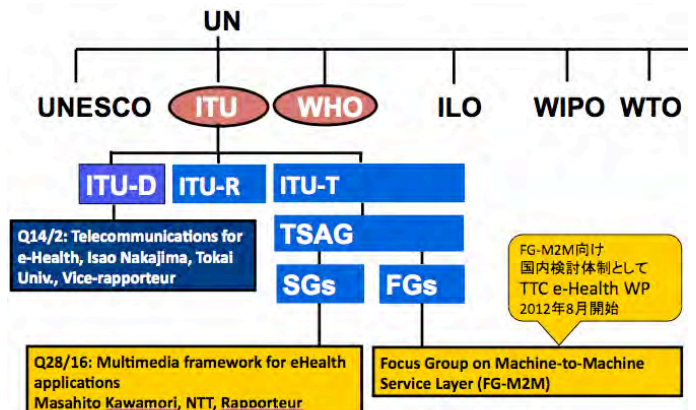 UN
UNESCO ITU WHO ILO WIPO WTO
ITU-D ITU-R ITU-T
Q14/2: Telecommunications for
e-Health, Isao Nakajima, Tokai
Univ., Vice-rapporteur
TSAG
SGs FGs
FG-M2M向け
国内検討体制として
TTC e-Health WP
2012年8月開始
Q28/16: Multimedia framework for eHealth
applications
Masahito Kawamori, NTT, Rapporteur
Focus Group on Machine-to-Machine
Service Layer (FG-M2M)